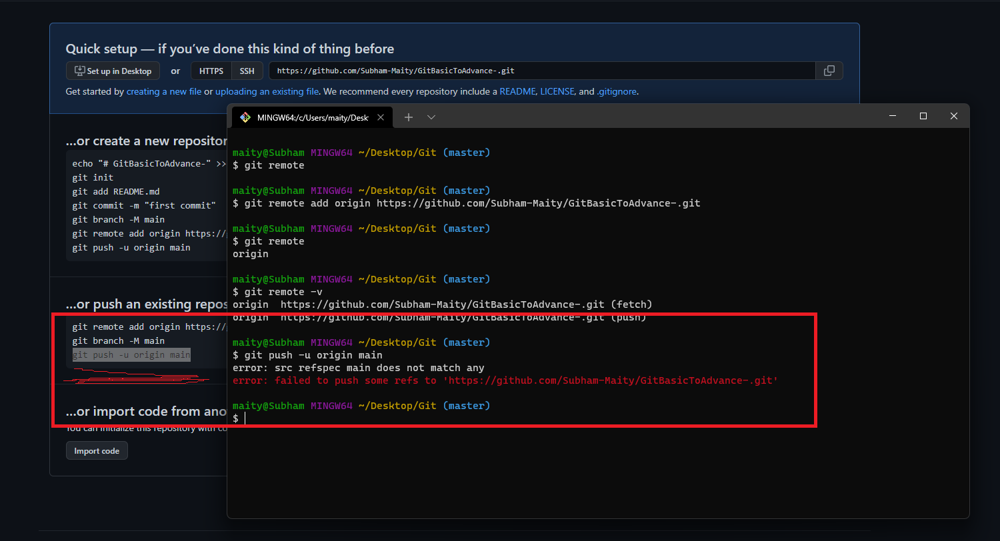 Quick setup — if you’ve done this kind of thing before
Set up in Desktop or HTTPS SSH https://github.com/Subham-Maity/GitBasicToAdvance-.git
Get started by creating a new file or uploading an existing file. We recommend every repository include a README, LICENSE, and .gitignore.
…or create a new repositor
echo "# GitBasicToAdvance-" >>
git init
git add README.md
git commit -m "first commit"
git branch -M main
git remote add origin https://
git push -u origin main
…or push an existing repos
git remote add origin https://
git branch -M main
git push -u origin main
…or import code from ano
You can initialize this repository with co
Import code
MINGW64:/c/Users/maity/Desk
maity@Subham MINGW64 ~/Desktop/Git (master)
$ git remote
maity@Subham MINGW64 ~/Desktop/Git (master)
$ git remote add origin https://github.com/Subham-Maity/GitBasicToAdvance-.git
maity@Subham MINGW64 ~/Desktop/Git (master)
$ git remote
origin
maity@Subham MINGW64 ~/Desktop/Git (master)
$ git remote -v
origin  https://github.com/Subham-Maity/GitBasicToAdvance-.git (fetch)
origin  https://github.com/Subham-Maity/GitBasicToAdvance-.git (push)
maity@Subham MINGW64 ~/Desktop/Git (master)
$ git push -u origin main
error: src refspec main does not match any
error: failed to push some refs to 'https://github.com/Subham-Maity/GitBasicToAdvance-.git'
maity@Subham MINGW64 ~/Desktop/Git (master)
$